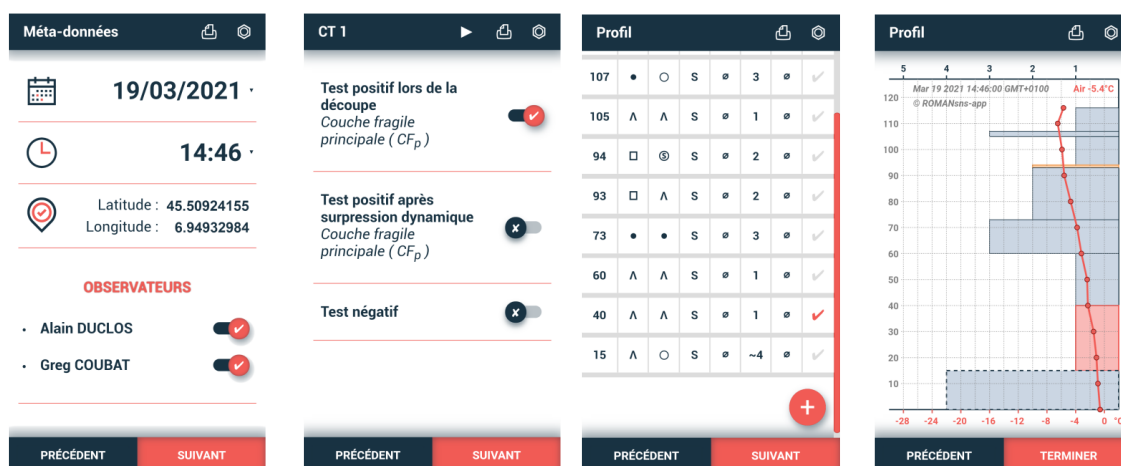 Méta-données
19/03/2021
14:46
Latitude : 45.50924155
Longitude : 6.94932984
OBSERVATEURS
Alain DUCLOS
Greg COUBAT
PRÉCÉDENT SUIVANT
CT 1
Test positif lors de la
découpe
Couche fragile
principale ( CFp )
Test positif après
surpression dynamique
Couche fragile
principale ( CFp )
Test négatif
PRÉCÉDENT SUIVANT
Profil
107 • ○ S ø 3 ø
105 ʌ ʌ S ø 1 ø
94 □ Ⓢ S ø 2 ø
93 □ ʌ S ø 2 ø
73 • • S ø 3 ø
60 ʌ ʌ S ø 1 ø
40 ʌ ʌ S ø 1 ø ✓
15 ʌ ○ S ø ~4 ø
+
PRÉCÉDENT SUIVANT
Profil
5 4 3 2 1
Mar 19 2021 14:46:00 GMT+0100 Air -5.4°C
© ROMANsns-app
120
110
100
90
80
70
60
50
40
30
20
10
-28 -24 -20 -16 -12 -8 -4 0 °C
PRÉCÉDENT TERMINER